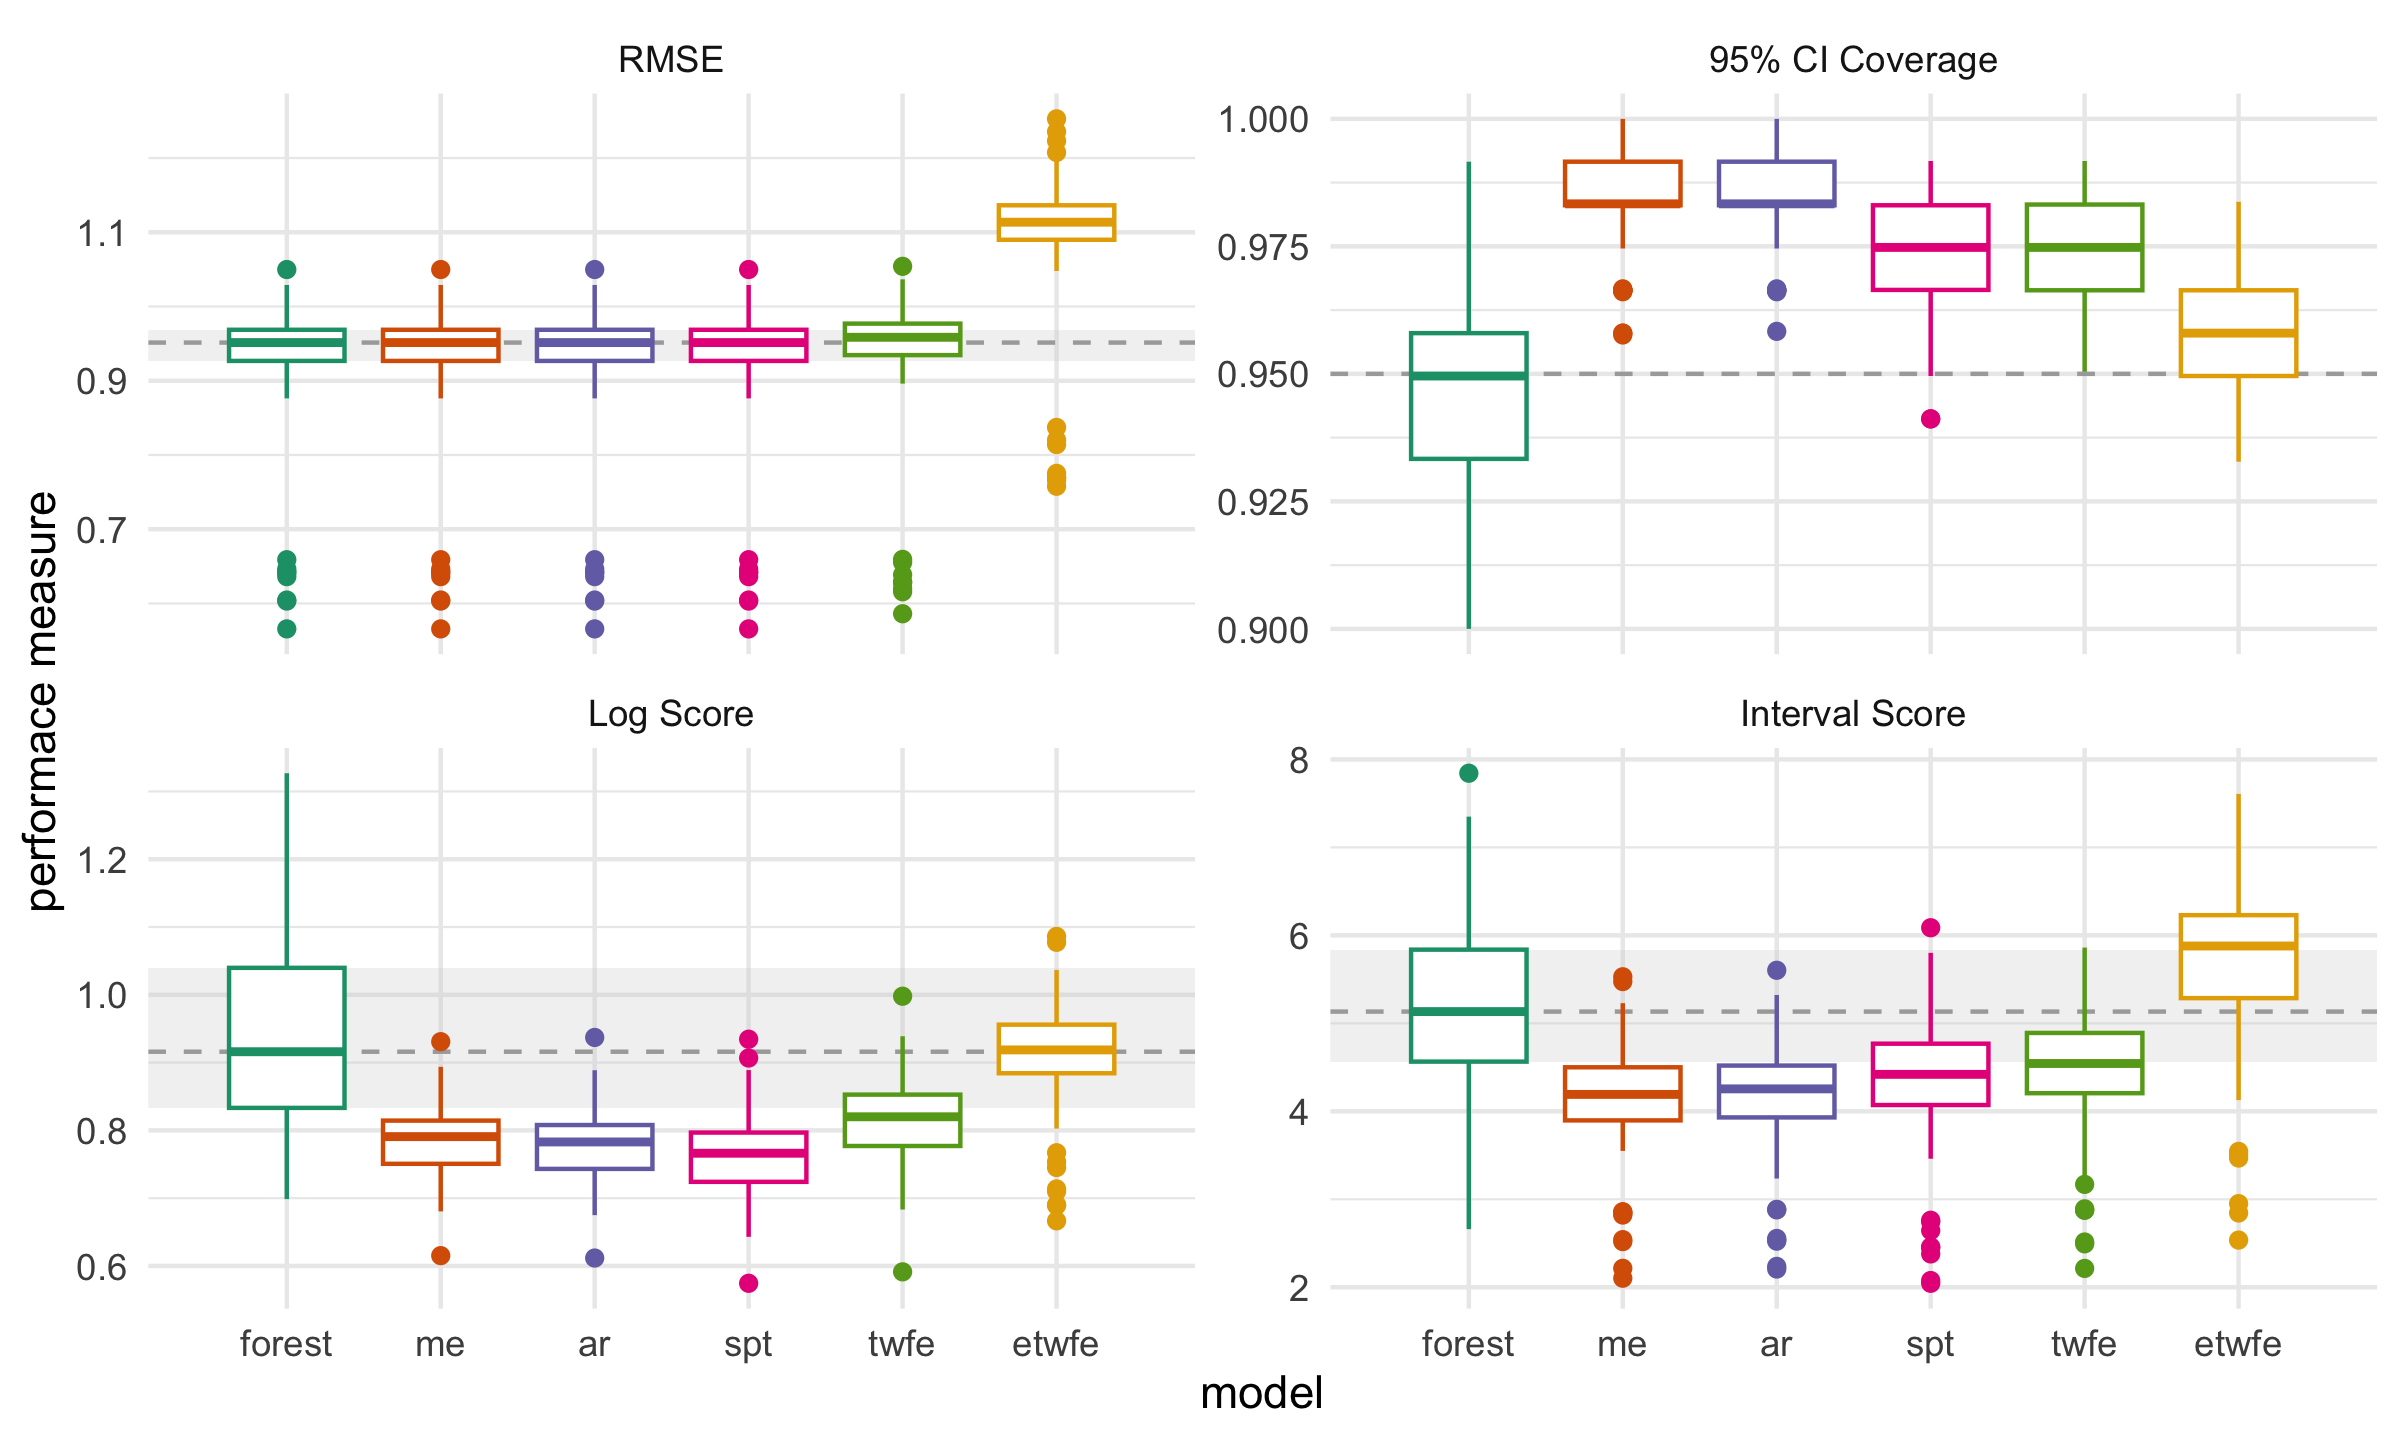 RMSE
95% CI Coverage
1.1
0.9
0.7
1.000
0.975
0.950
0.925
0.900
performace measure
Log Score
Interval Score
1.2
1.0
0.8
0.6
8
6
4
2
forest me ar spt twfe etwfe
forest me ar spt twfe etwfe
model